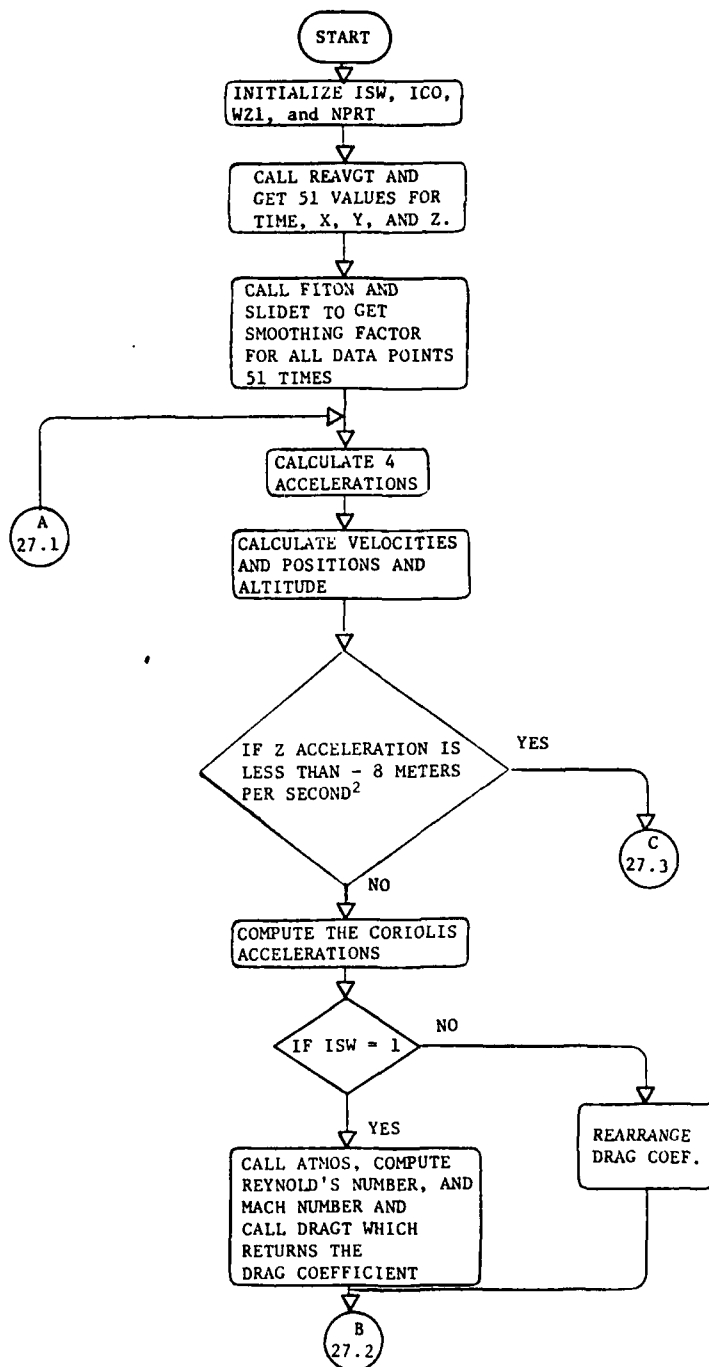 START
INITIALIZE ISW, ICO,
W21, and NPRT
CALL REAVGT AND
GET 51 VALUES FOR
TIME, X, Y, AND Z.
CALL FITON AND
SLIDET TO GET
SMOOTHING FACTOR
FOR ALL DATA POINTS
51 TIMES
CALCULATE 4
ACCELERATIONS
A
27.1
CALCULATE VELOCITIES
AND POSITIONS AND
ALTITUDE
IF Z ACCELERATION IS
LESS THAN - 8 METERS
PER SECOND²
YES
C
27.3
NO
COMPUTE THE CORIOLIS
ACCELERATIONS
IF ISW = 1
NO
YES
REARRANGE
DRAG COEF.
CALL ATMOS, COMPUTE
REYNOLD'S NUMBER, AND
MACH NUMBER AND
CALL DRAGT WHICH
RETURNS THE
DRAG COEFFICIENT
B
27.2